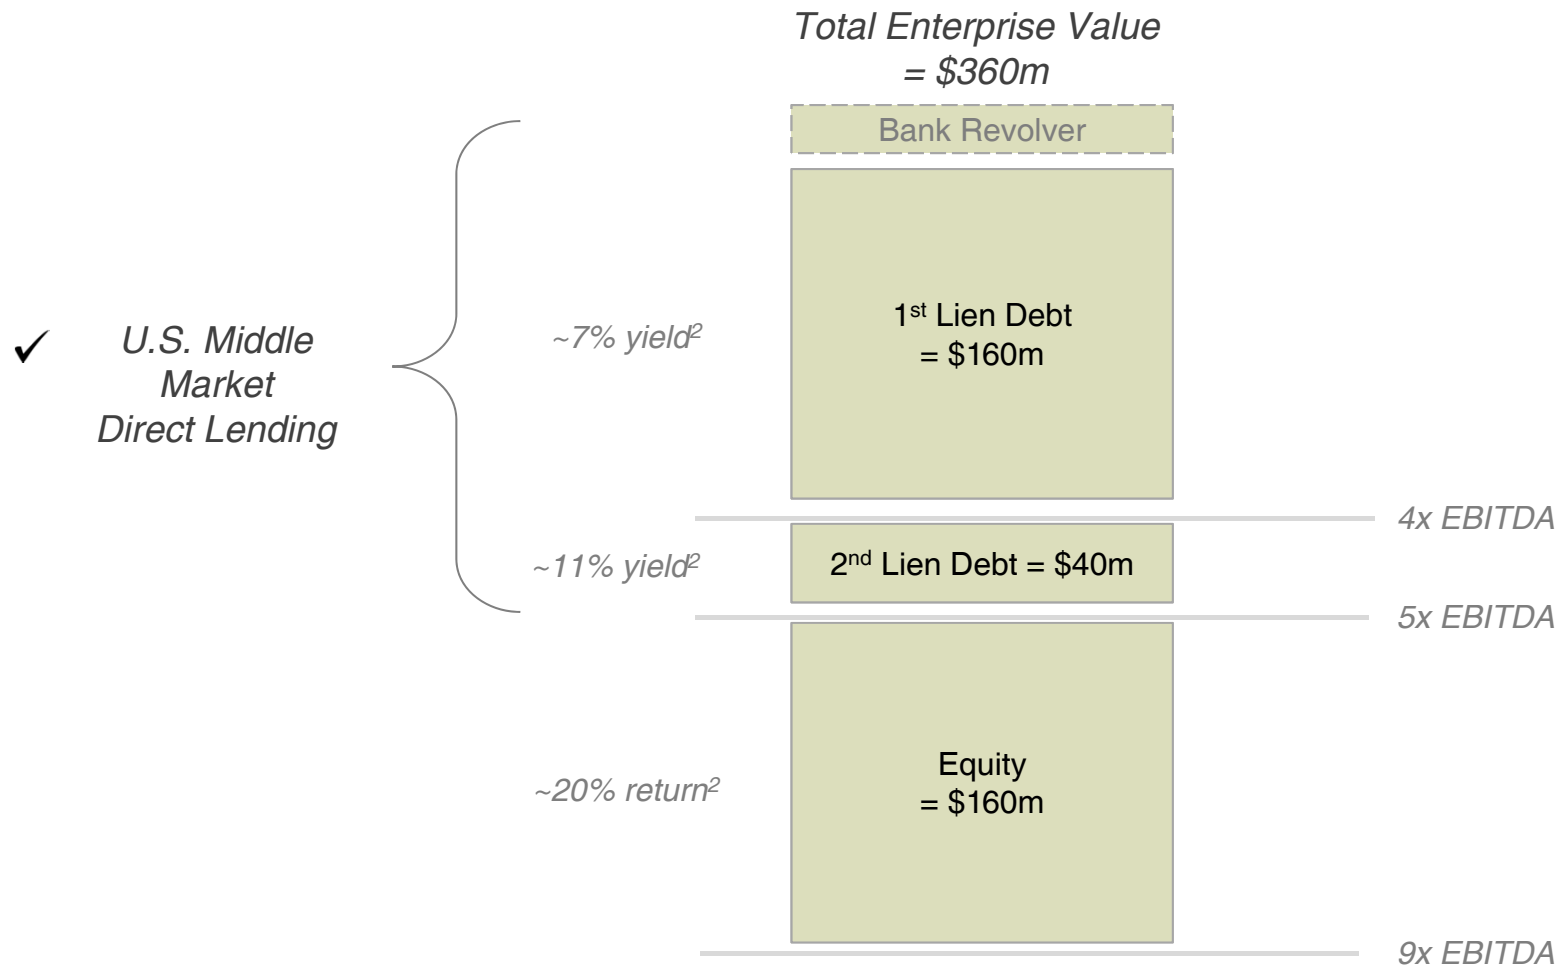 Total Enterprise Value
= $360m
Bank Revolver
✓
U.S. Middle
Market
Direct Lending
~7% yield²
1st Lien Debt
= $160m
4x EBITDA
~11% yield²
2nd Lien Debt = $40m
5x EBITDA
~20% return²
Equity
= $160m
9x EBITDA